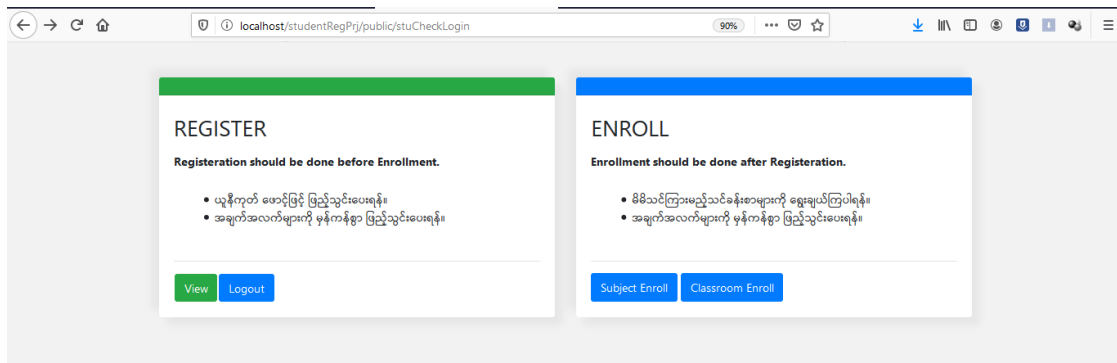 localhost/studentRegPrj/public/stuCheckLogin
90%
REGISTER
Registeration should be done before Enrollment.
ယူနီကုတ် ဖောင့်ဖြင့် ဖြည့်သွင်းပေးရန်။
အချက်အလက်များကို မှန်ကန်စွာ ဖြည့်သွင်းပေးရန်။
View Logout
ENROLL
Enrollment should be done after Registeration.
မိမိသင်ကြားမည့်သင်ခန်းစာများကို ရွေးချယ်ကြပါရန်။
အချက်အလက်များကို မှန်ကန်စွာ ဖြည့်သွင်းပေးရန်။
Subject Enroll Classroom Enroll